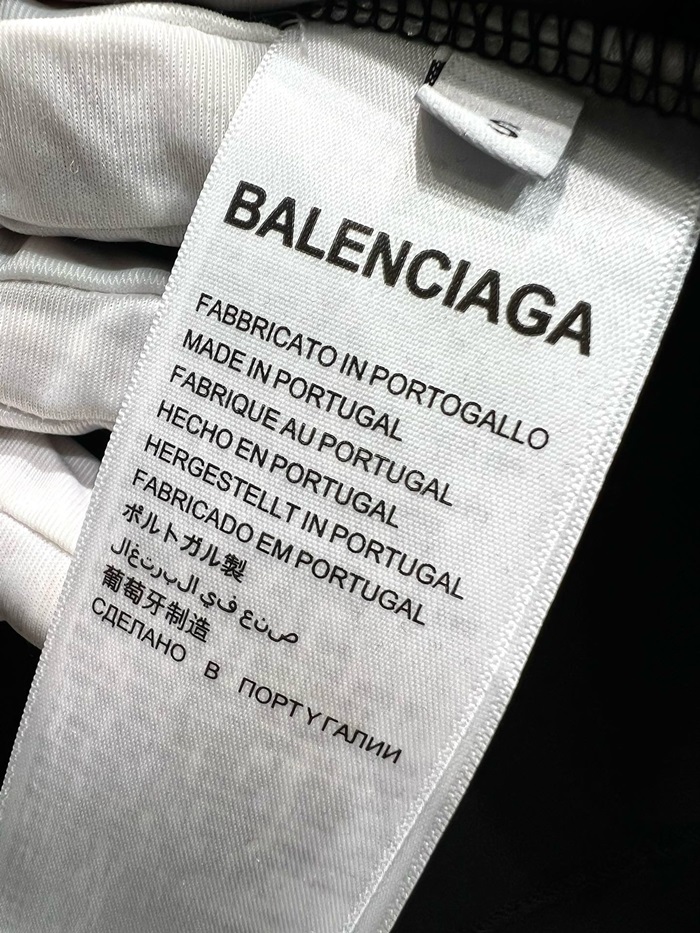 S
BALENCIAGA
FABBRICATO IN PORTOGALLO
MADE IN PORTUGAL
FABRIQUE AU PORTUGAL
HECHO EN PORTUGAL
HERGESTELLT IN PORTUGAL
FABRICADO EM PORTUGAL
ポルトガル製
صنع في البرتغال
葡萄牙制造
СДЕЛАНО В ПОРТУГАЛИИ